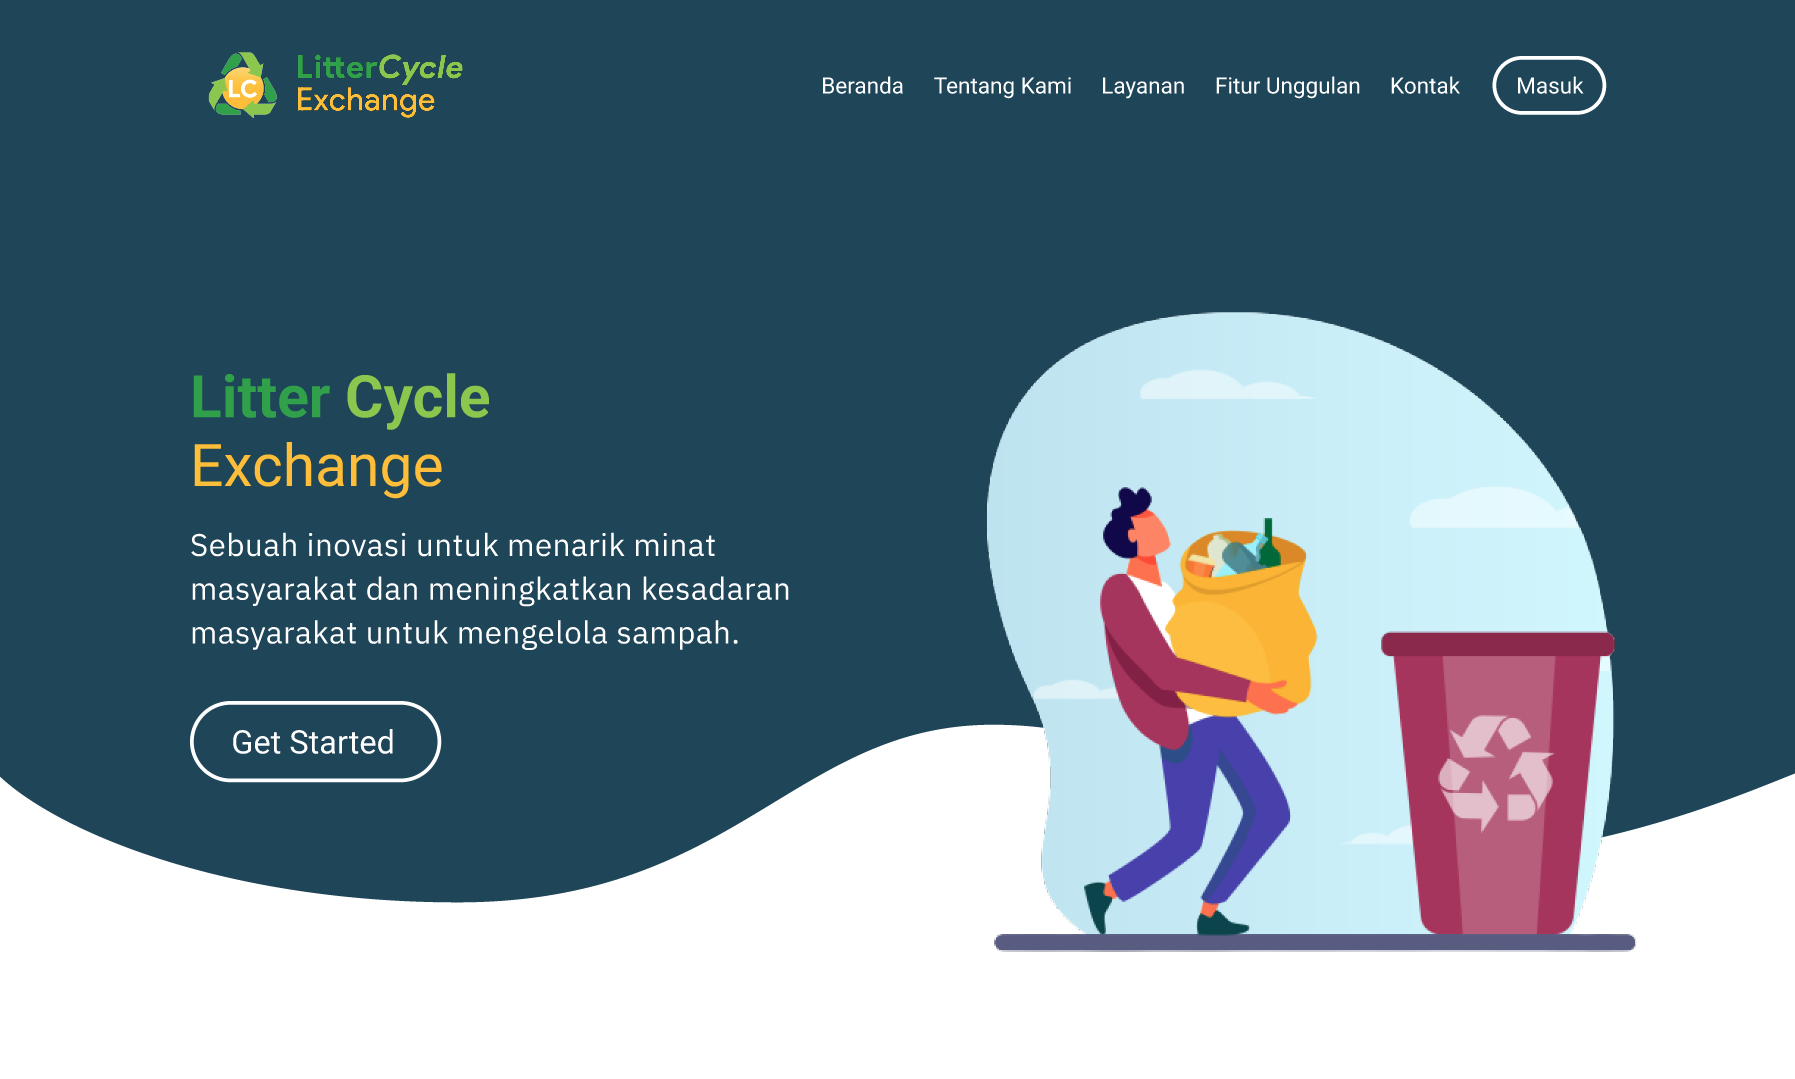 LC
LitterCycle
Exchange
Beranda Tentang Kami Layanan Fitur Unggulan Kontak Masuk
Litter Cycle
Exchange
Sebuah inovasi untuk menarik minat
masyarakat dan meningkatkan kesadaran
masyarakat untuk mengelola sampah.
Get Started